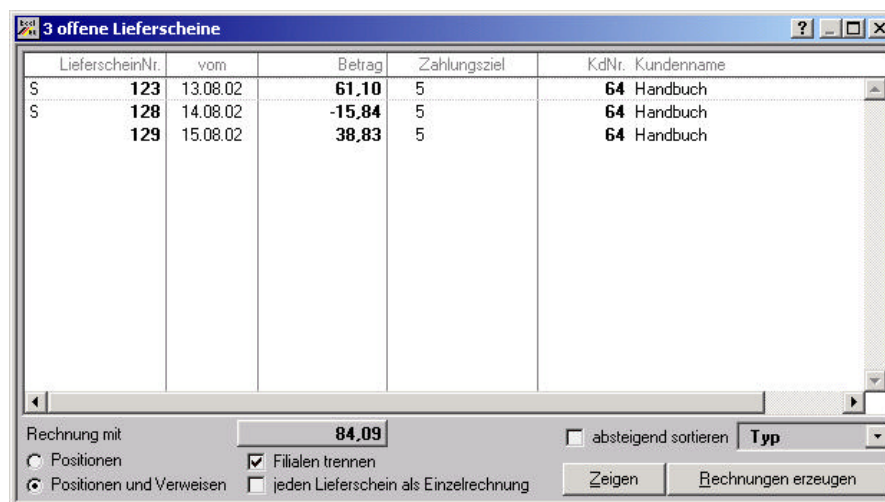 3 offene Lieferscheine
LieferscheinNr. vom Betrag Zahlungsziel KdNr. Kundenname
S 123 13.08.02 61,10 5 64 Handbuch
S 128 14.08.02 -15,84 5 64 Handbuch
129 15.08.02 38,83 5 64 Handbuch
Rechnung mit 84,09 absteigend sortieren Typ
Positionen Filialen trennen
Positionen und Verweisen jeden Lieferschein als Einzelrechnung Zeigen Rechnungen erzeugen